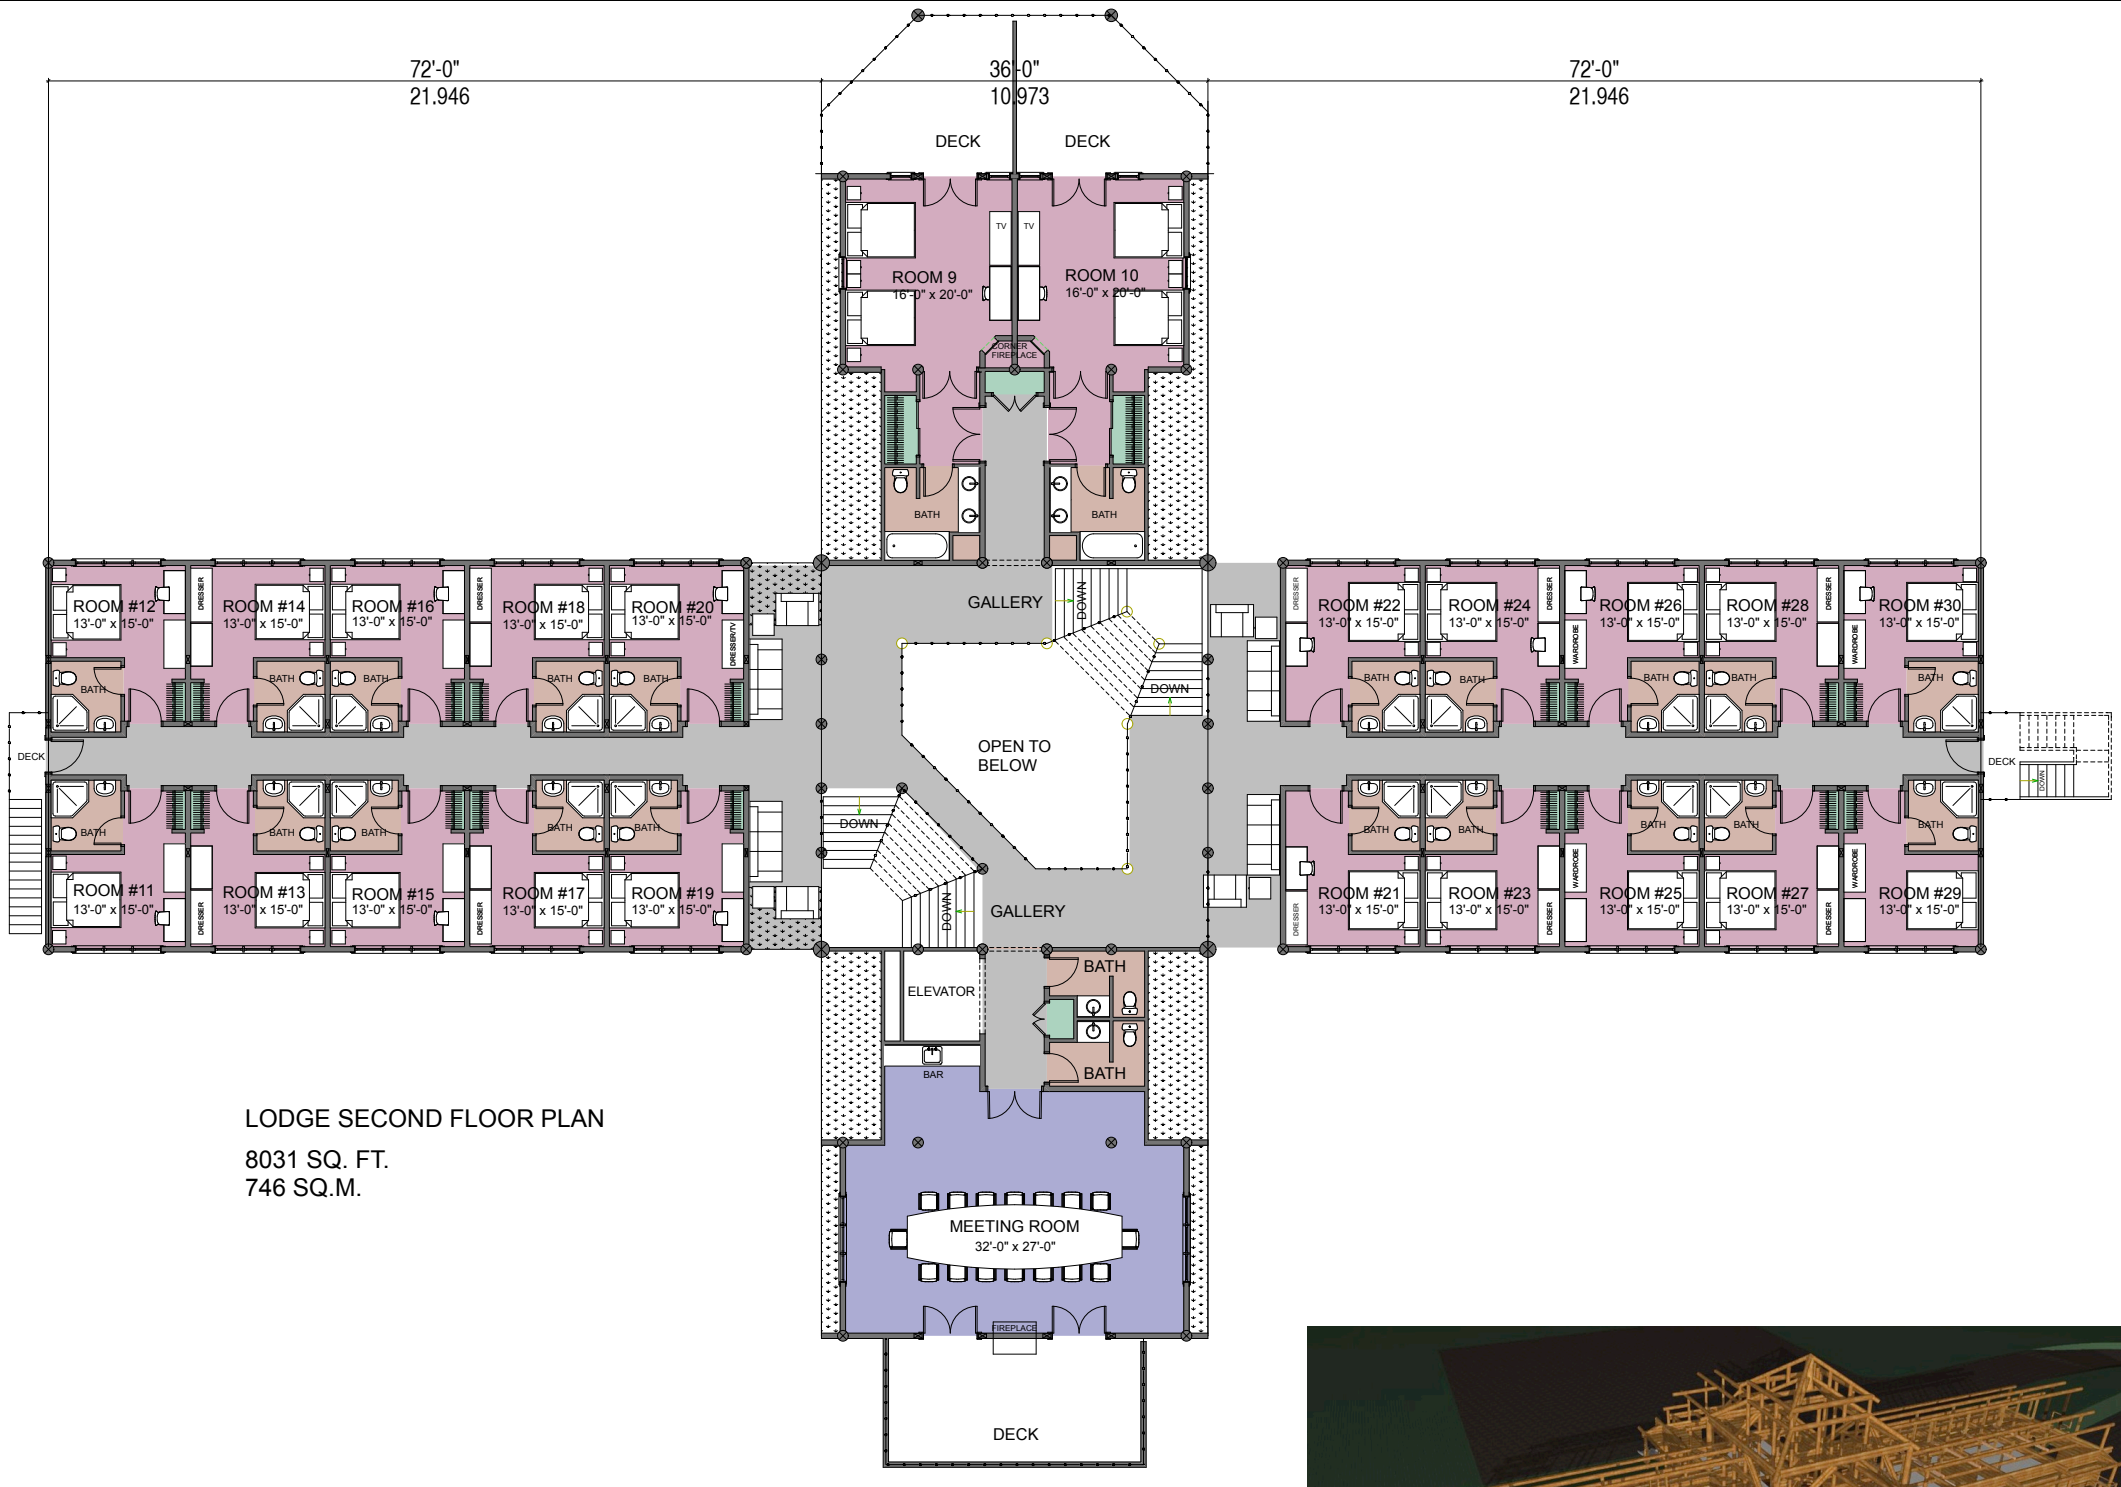 72'-0"
36'-0"
72'-0"
21.946
10.973
21.946
DECK
DECK
TV
TV
ROOM 9
16'-0" x 20'-0"
ROOM 10
16'-0" x 20'-0"
CORNER
FIREPLACE
BATH
BATH
ROOM #12
13'-0" x 15'-0"
DRESSER
ROOM #14
13'-0" x 15'-0"
ROOM #16
13'-0" x 15'-0"
DRESSER
ROOM #18
13'-0" x 15'-0"
ROOM #20
13'-0" x 15'-0"
DRESSER/TV
GALLERY
DOWN
DRESSER
ROOM #22
13'-0" x 15'-0"
ROOM #24
13'-0" x 15'-0"
DRESSER
ROOM #26
13'-0" x 15'-0"
WARDROBE
ROOM #28
13'-0" x 15'-0"
DRESSER
ROOM #30
13'-0" x 15'-0"
WARDROBE
BATH
BATH
BATH
BATH
BATH
DOWN
BATH
BATH
BATH
BATH
BATH
DECK
OPEN TO
BELOW
DECK
DOWN
BATH
BATH
BATH
BATH
BATH
DOWN
BATH
BATH
BATH
BATH
BATH
ROOM #11
13'-0" x 15'-0"
DRESSER
ROOM #13
13'-0" x 15'-0"
ROOM #15
13'-0" x 15'-0"
DRESSER
ROOM #17
13'-0" x 15'-0"
ROOM #19
13'-0" x 15'-0"
DOWN
GALLERY
DRESSER
ROOM #21
13'-0" x 15'-0"
ROOM #23
13'-0" x 15'-0"
DRESSER
WARDROBE
ROOM #25
13'-0" x 15'-0"
ROOM #27
13'-0" x 15'-0"
DRESSER
WARDROBE
ROOM #29
13'-0" x 15'-0"
BATH
ELEVATOR
BAR
BATH
LODGE SECOND FLOOR PLAN
8031 SQ. FT.
746 SQ.M.
MEETING ROOM
32'-0" x 27'-0"
FIREPLACE
DECK